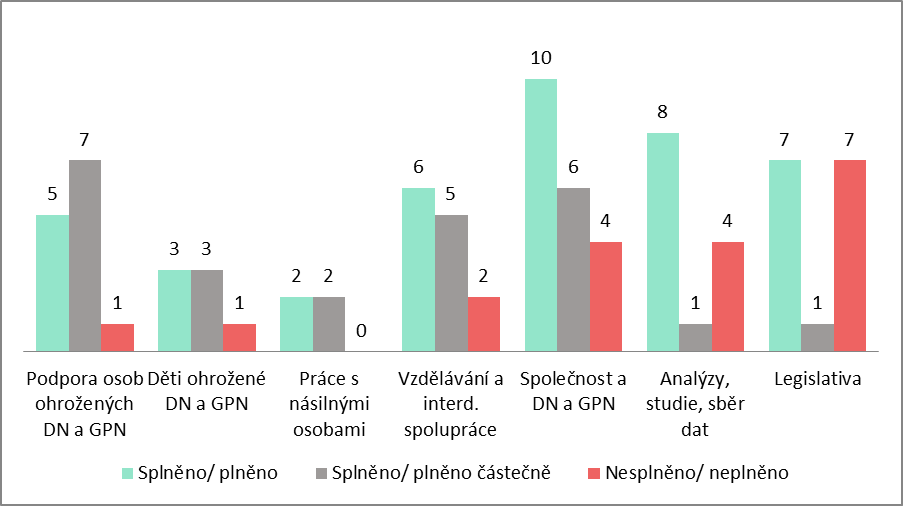 10
8
7
7
7
6
6
5
5
4
4
3
3
2
2
2
1
1
1
1
0
Podpora osob ohrožených DN a GPN
Děti ohrožené DN a GPN
Práce s násilnými osobami
Vzdělávání a interd. spolupráce
Společnost a DN a GPN
Analýzy, studie, sběr dat
Legislativa
Splněno/ plněno
Splněno/ plněno částečně
Nesplněno/ neplněno